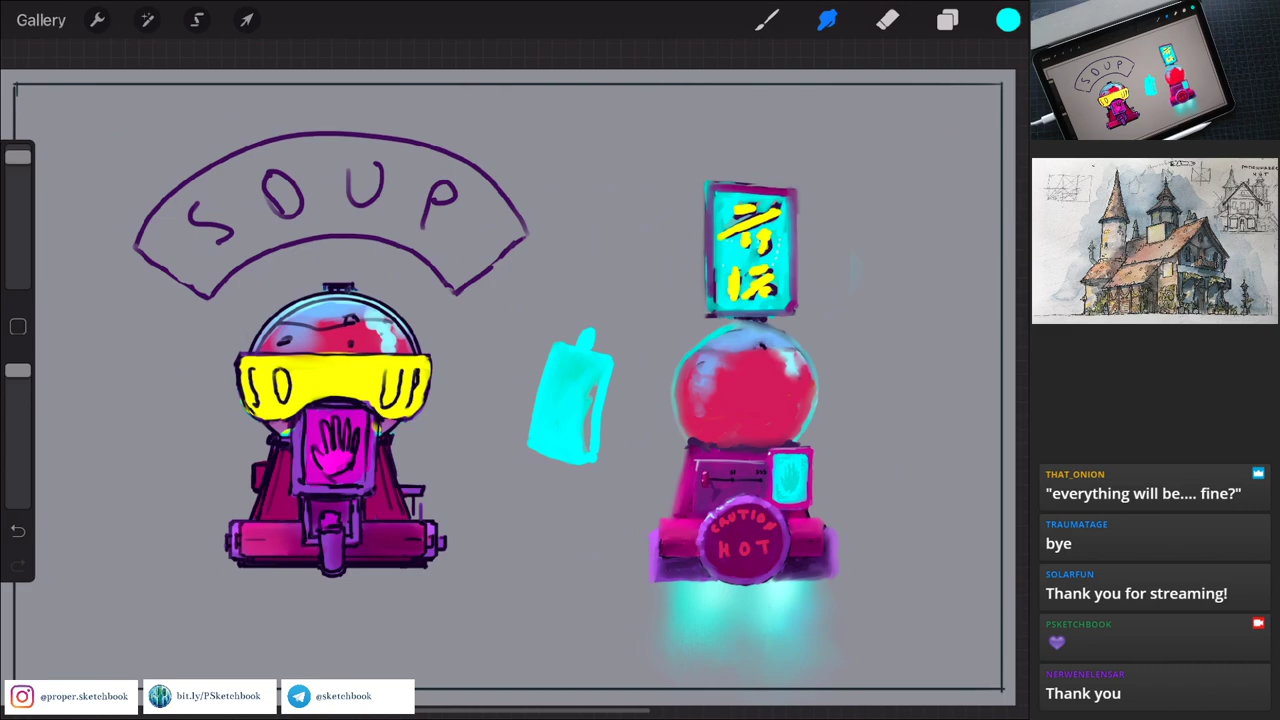 Gallery
S O U P
SO UP
CAUTION
HOT
THAT_ONION
"everything will be.... fine?"
TRAUMATAGE
bye
SOLARFUN
Thank you for streaming!
PSKETCHBOOK
NERWENELENSAR
Thank you
@proper.sketchbook
bit.ly/PSketchbook
@sketchbook